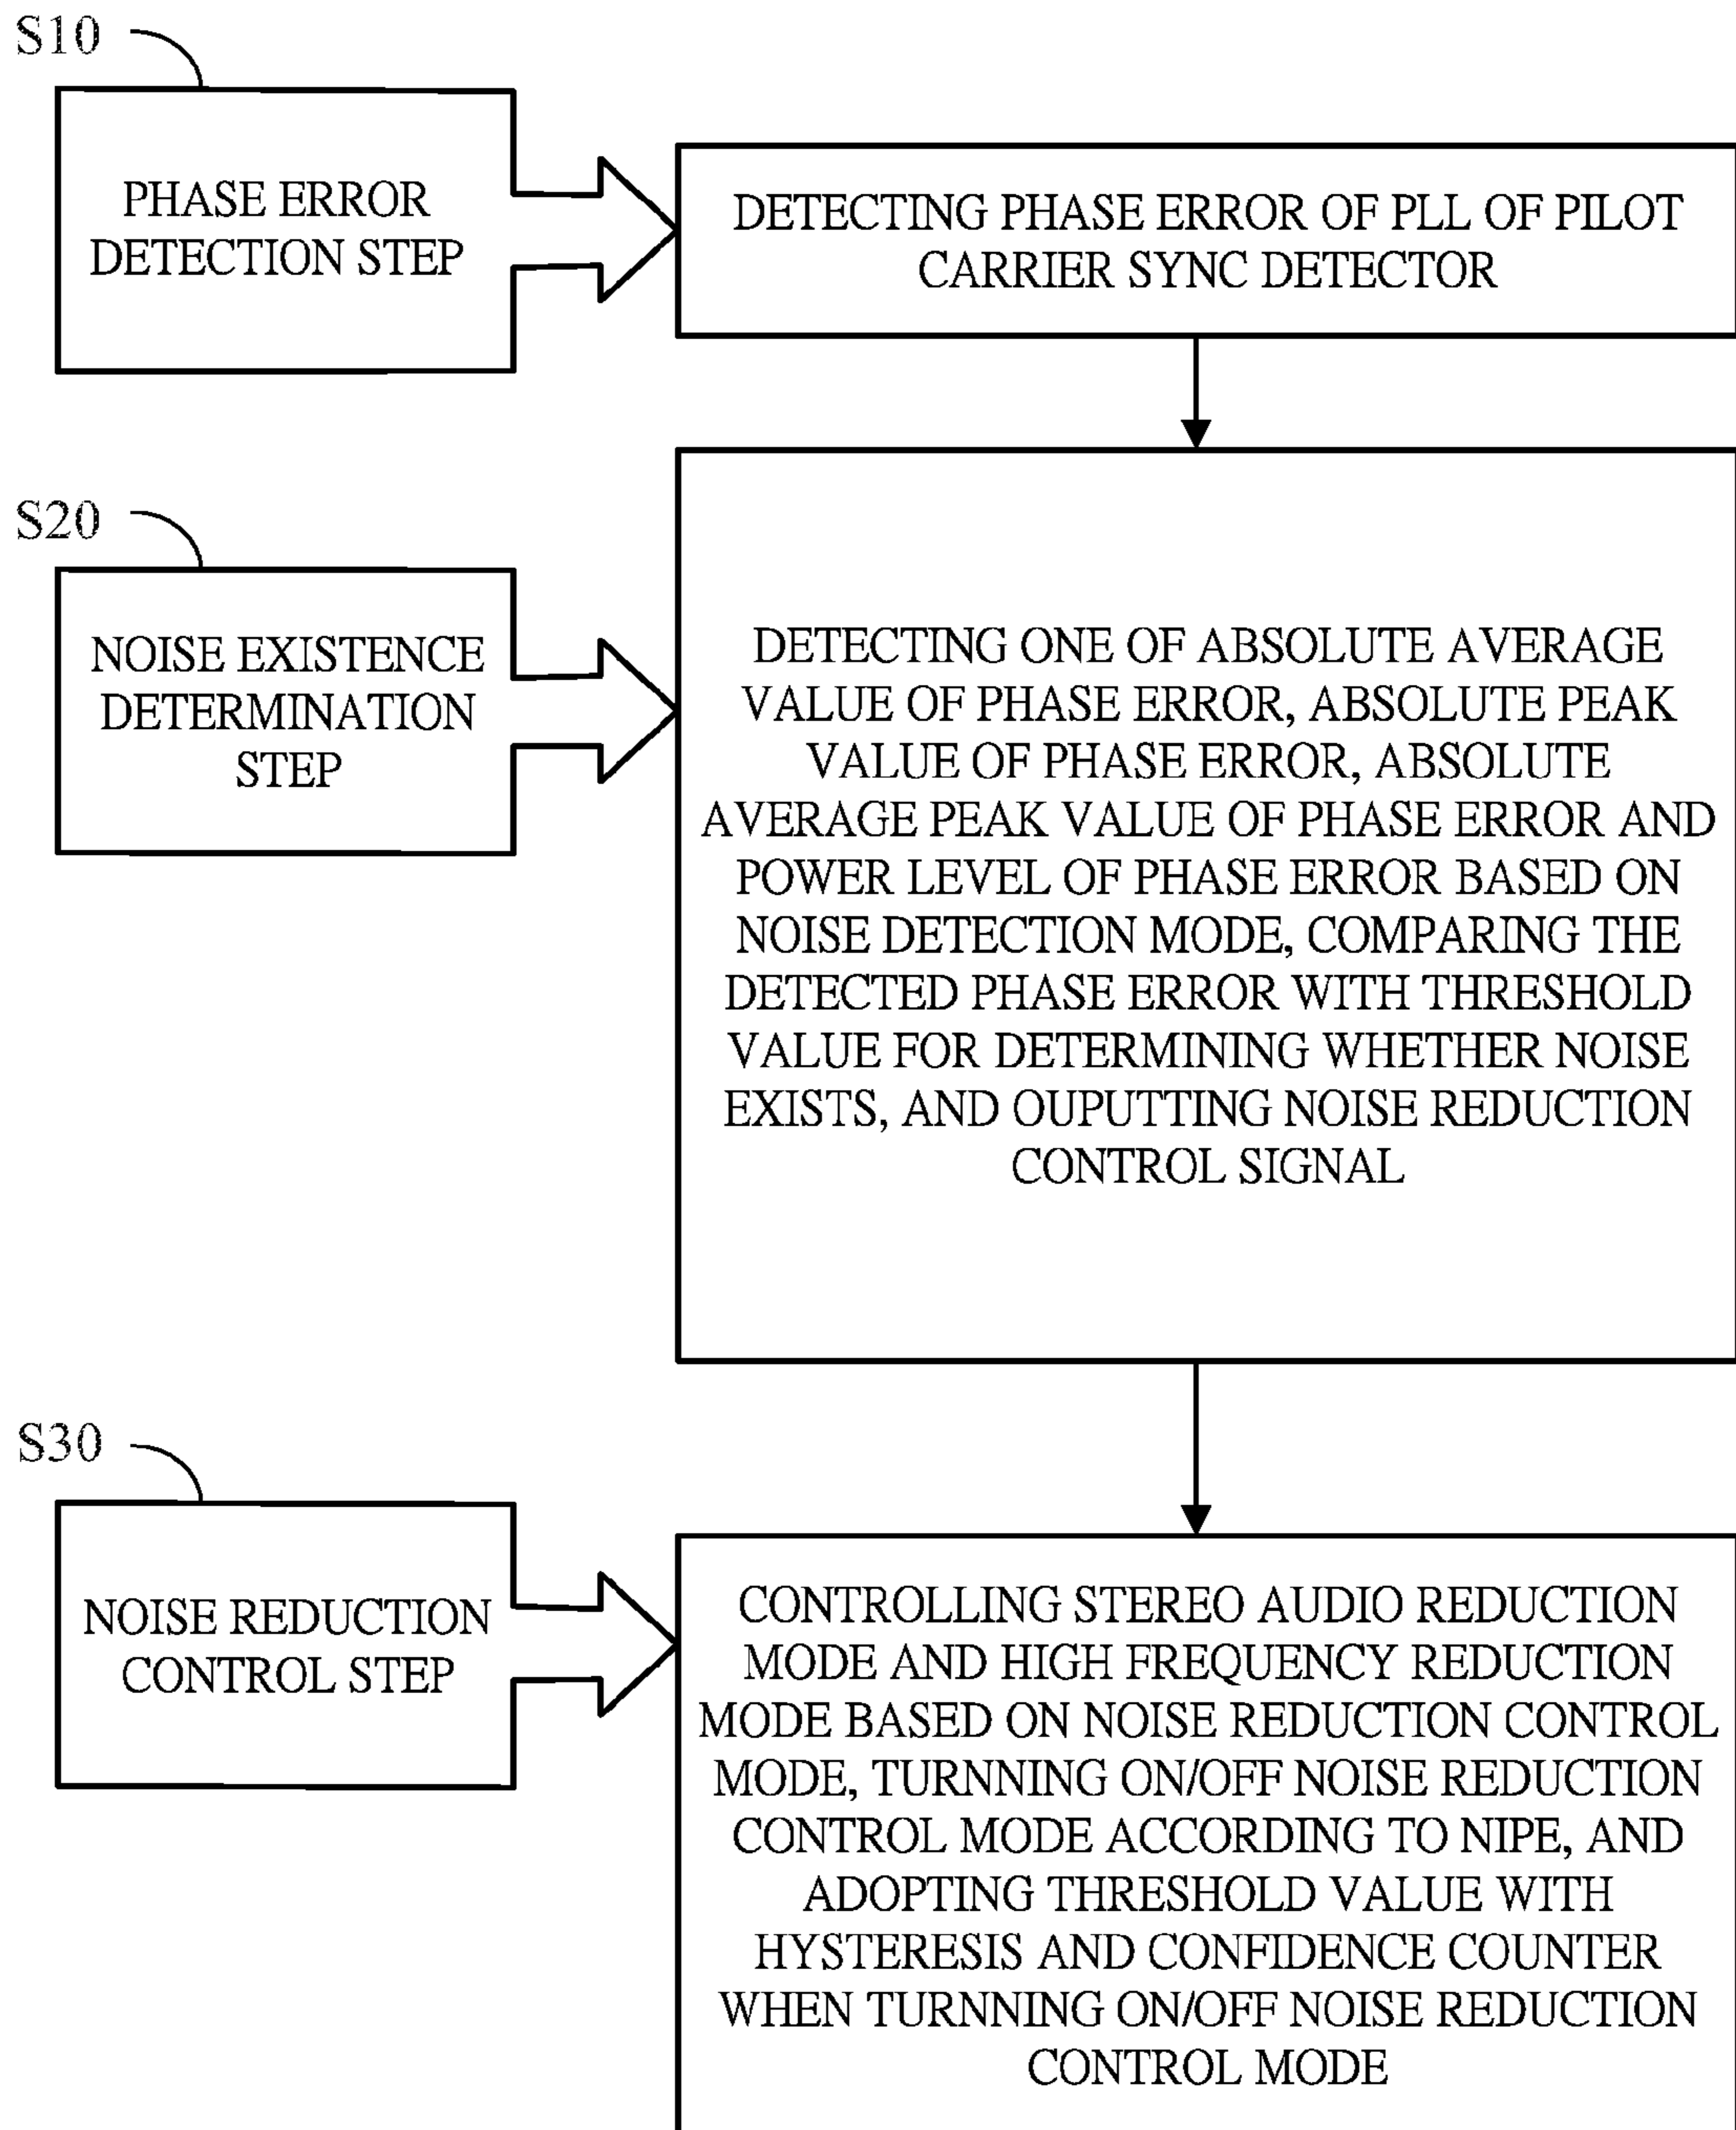 S10
PHASE ERROR
DETECTION STEP
DETECTING PHASE ERROR OF PLL OF PILOT
CARRIER SYNC DETECTOR
S20
NOISE EXISTENCE
DETERMINATION
STEP
DETECTING ONE OF ABSOLUTE AVERAGE
VALUE OF PHASE ERROR, ABSOLUTE PEAK
VALUE OF PHASE ERROR, ABSOLUTE
AVERAGE PEAK VALUE OF PHASE ERROR AND
POWER LEVEL OF PHASE ERROR BASED ON
NOISE DETECTION MODE, COMPARING THE
DETECTED PHASE ERROR WITH THRESHOLD
VALUE FOR DETERMINING WHETHER NOISE
EXISTS, AND OUPUTTING NOISE REDUCTION
CONTROL SIGNAL
S30
NOISE REDUCTION
CONTROL STEP
CONTROLLING STEREO AUDIO REDUCTION
MODE AND HIGH FREQUENCY REDUCTION
MODE BASED ON NOISE REDUCTION CONTROL
MODE, TURNNING ON/OFF NOISE REDUCTION
CONTROL MODE ACCORDING TO NIPE, AND
ADOPTING THRESHOLD VALUE WITH
HYSTERESIS AND CONFIDENCE COUNTER
WHEN TURNNING ON/OFF NOISE REDUCTION
CONTROL MODE